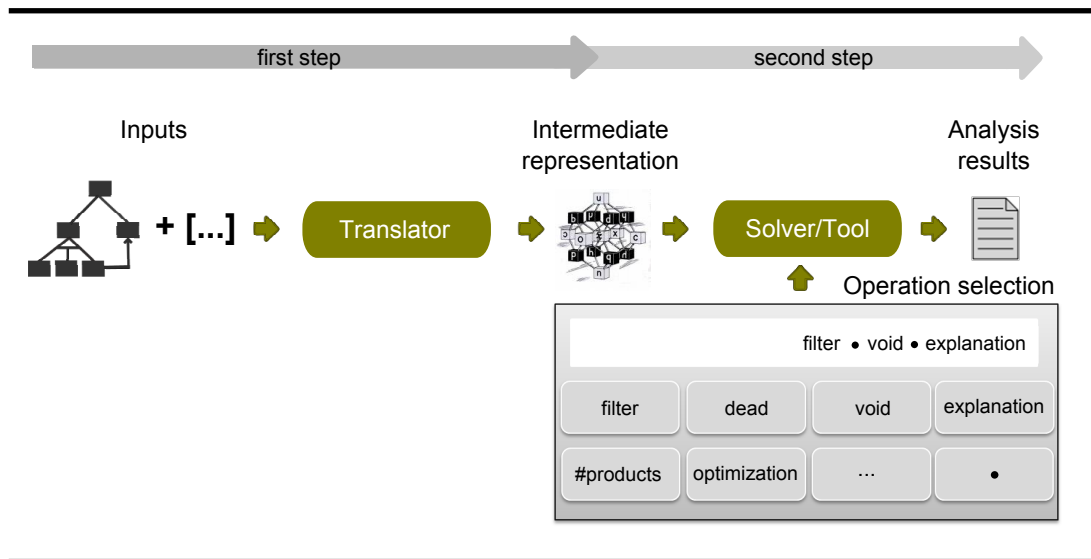 first step
second step
Inputs
Intermediate
representation
Analysis
results
+ [...]
Translator
Solver/Tool
Operation selection
filter • void • explanation
filter
dead
void
explanation
#products
optimization
...
•